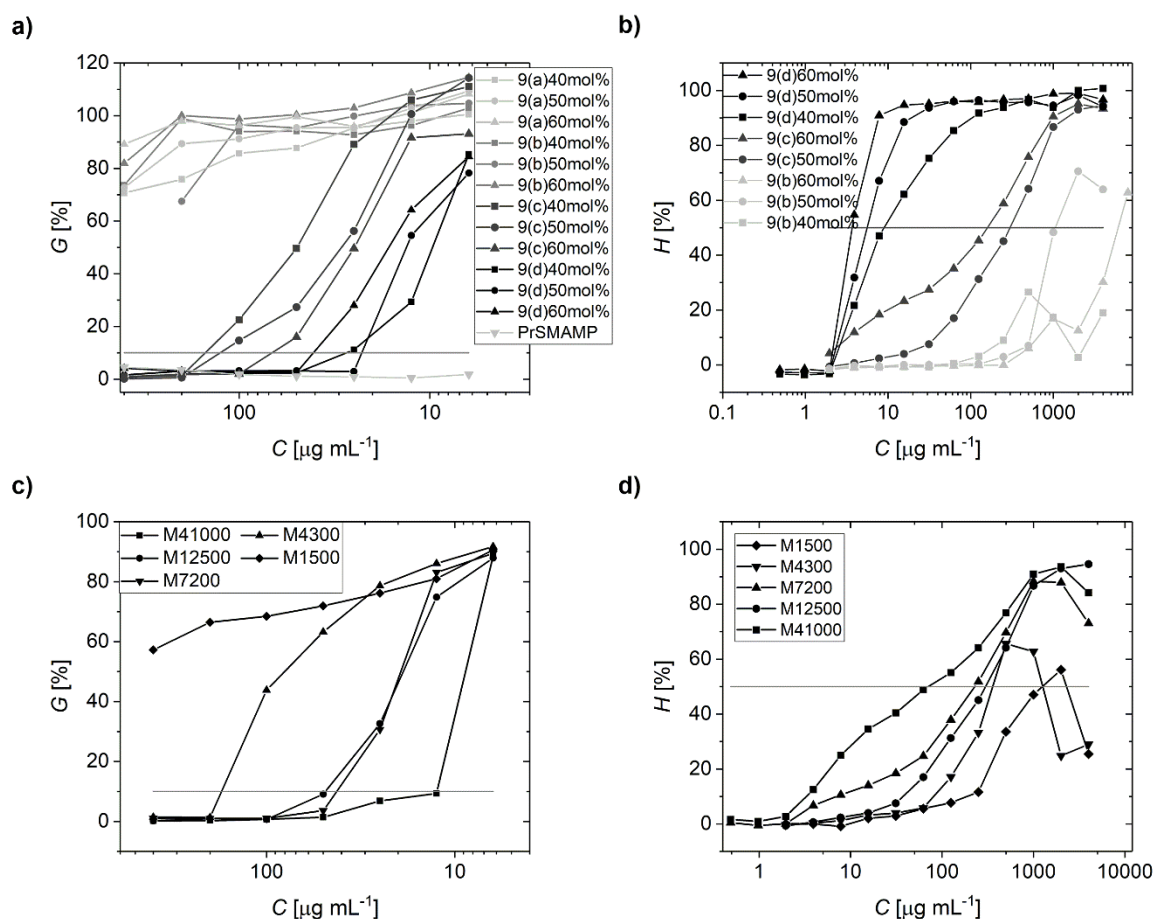 a)
G [%]
120
100
80
60
40
20
0
100
10
C [µg mL⁻¹]
9(a)40mol%
9(a)50mol%
9(a)60mol%
9(b)40mol%
9(b)50mol%
9(b)60mol%
9(c)40mol%
9(c)50mol%
9(c)60mol%
9(d)40mol%
9(d)50mol%
9(d)60mol%
PrSMAMP
b)
H [%]
100
80
60
40
20
0
0.1
1
10
100
1000
C [µg mL⁻¹]
9(d)60mol%
9(d)50mol%
9(d)40mol%
9(c)60mol%
9(c)50mol%
9(b)60mol%
9(b)50mol%
9(b)40mol%
c)
G [%]
100
80
60
40
20
0
100
10
C [µg mL⁻¹]
M41000
M12500
M7200
M4300
M1500
d)
H [%]
100
80
60
40
20
0
1
10
100
1000
10000
C [µg mL⁻¹]
M1500
M4300
M7200
M12500
M41000